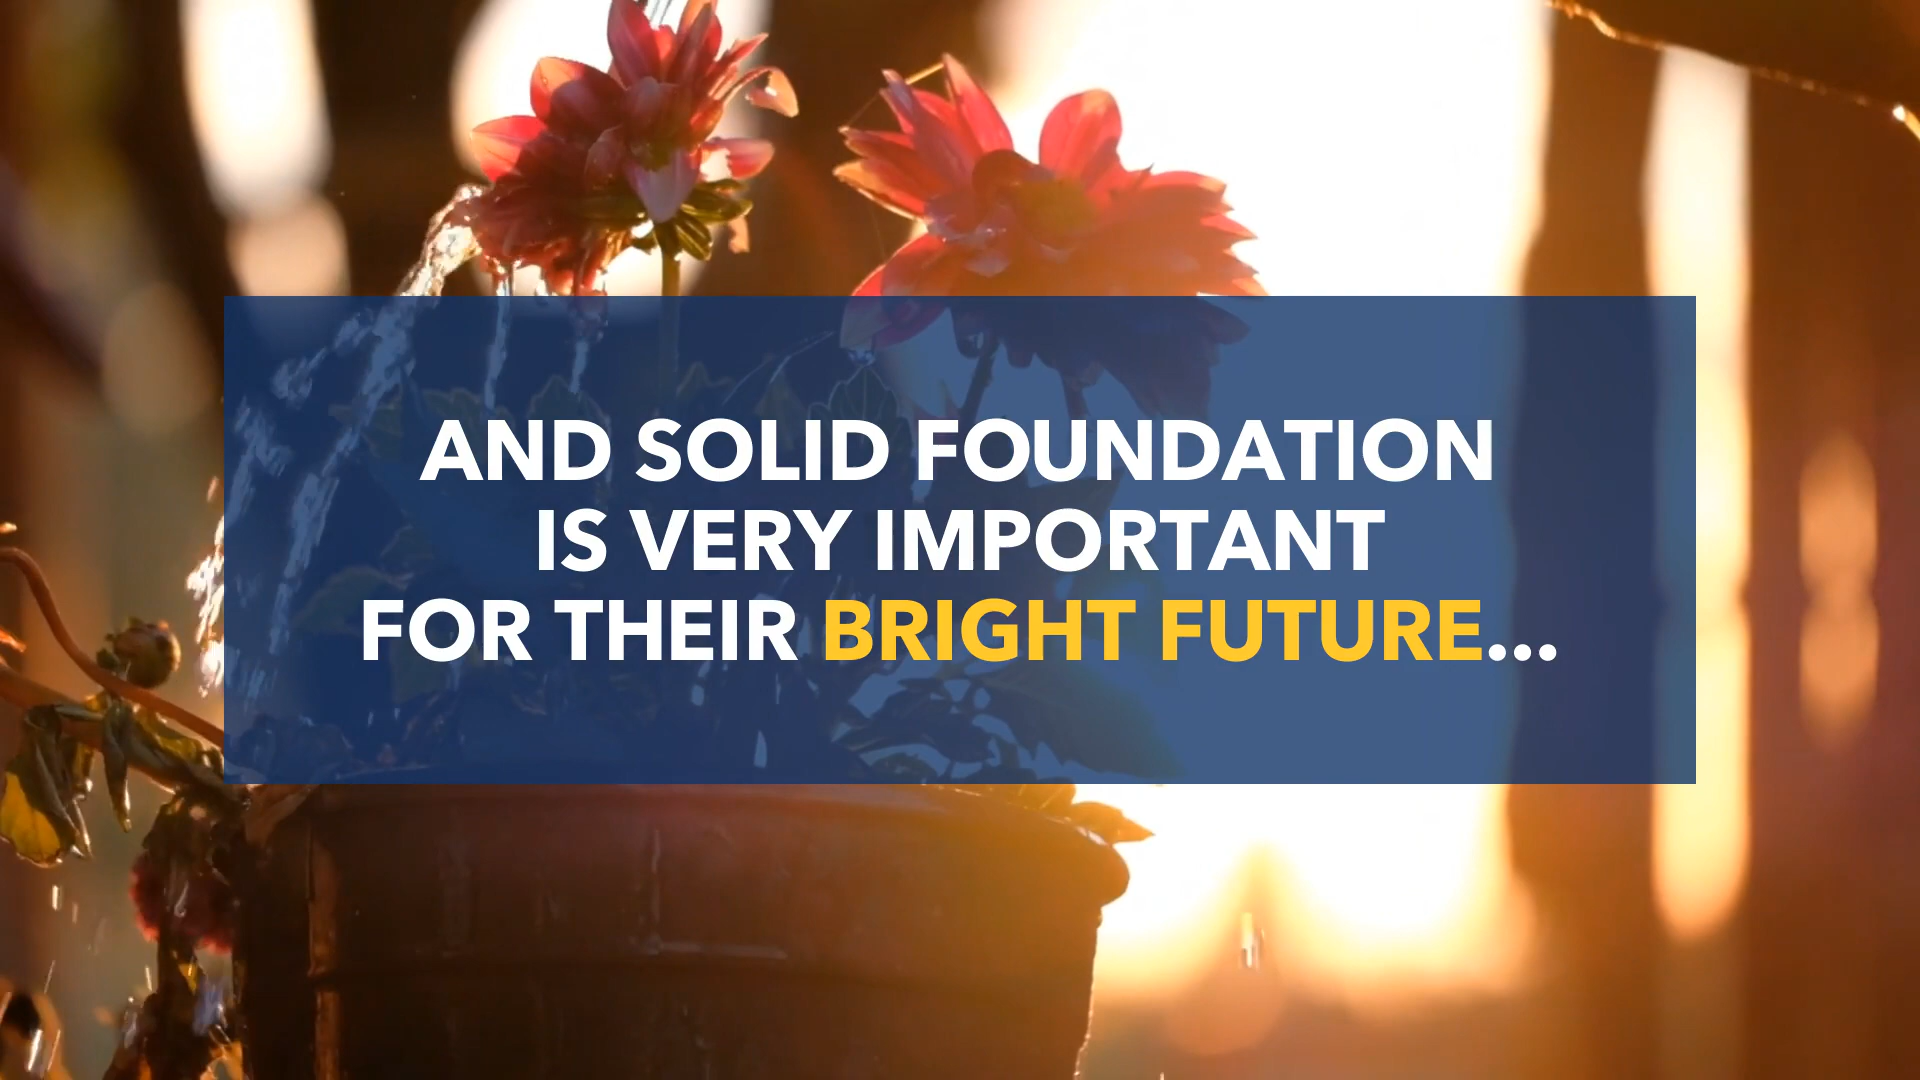 AND SOLID FOUNDATION
IS VERY IMPORTANT
FOR THEIR BRIGHT FUTURE...